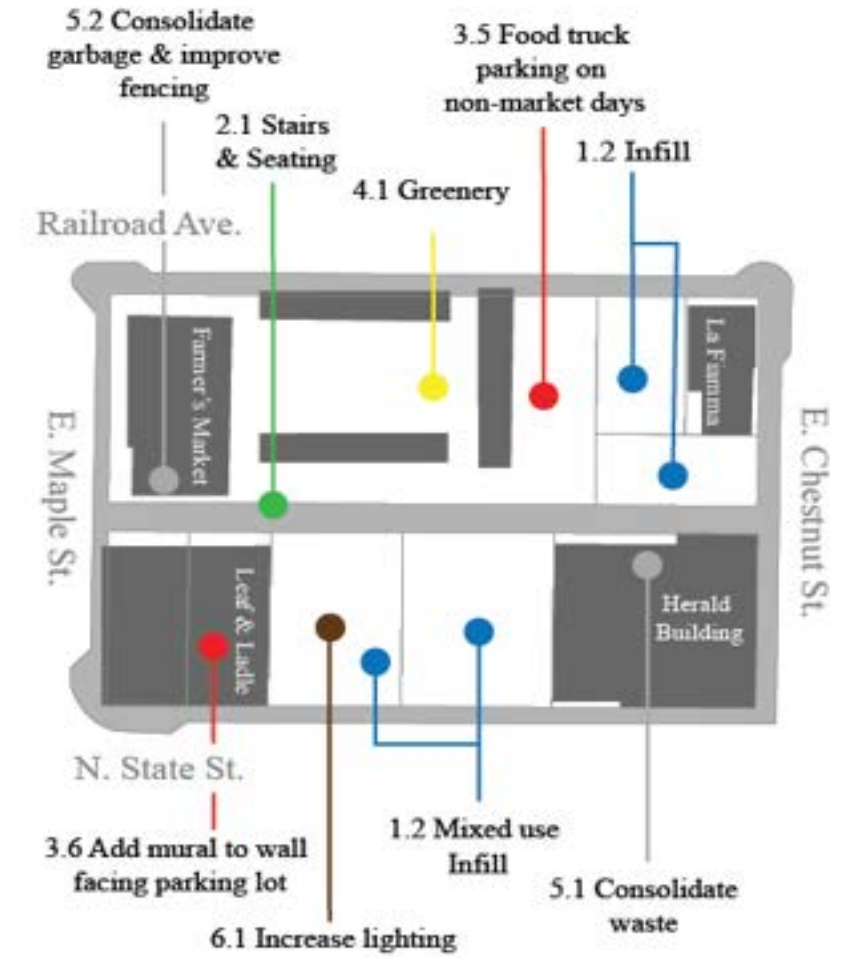 5.2 Consolidate
garbage & improve
fencing
3.5 Food truck
parking on
non-market days
2.1 Stairs
& Seating
1.2 Infill
4.1 Greenery
Railroad Ave.
Farmer's Market
La Fiamma
E. Maple St.
E. Chestnut St.
Leaf & Ladle
Herald
Building
N. State St.
3.6 Add mural to wall
facing parking lot
1.2 Mixed use
Infill
5.1 Consolidate
waste
6.1 Increase lighting